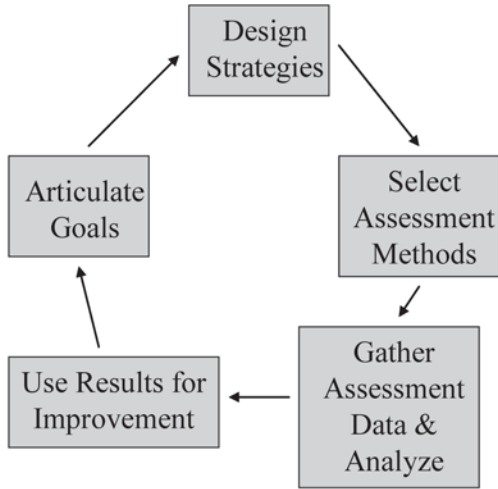 Design
Strategies
Select
Assessment
Methods
Gather
Assessment
Data &
Analyze
Use Results for
Improvement
Articulate
Goals